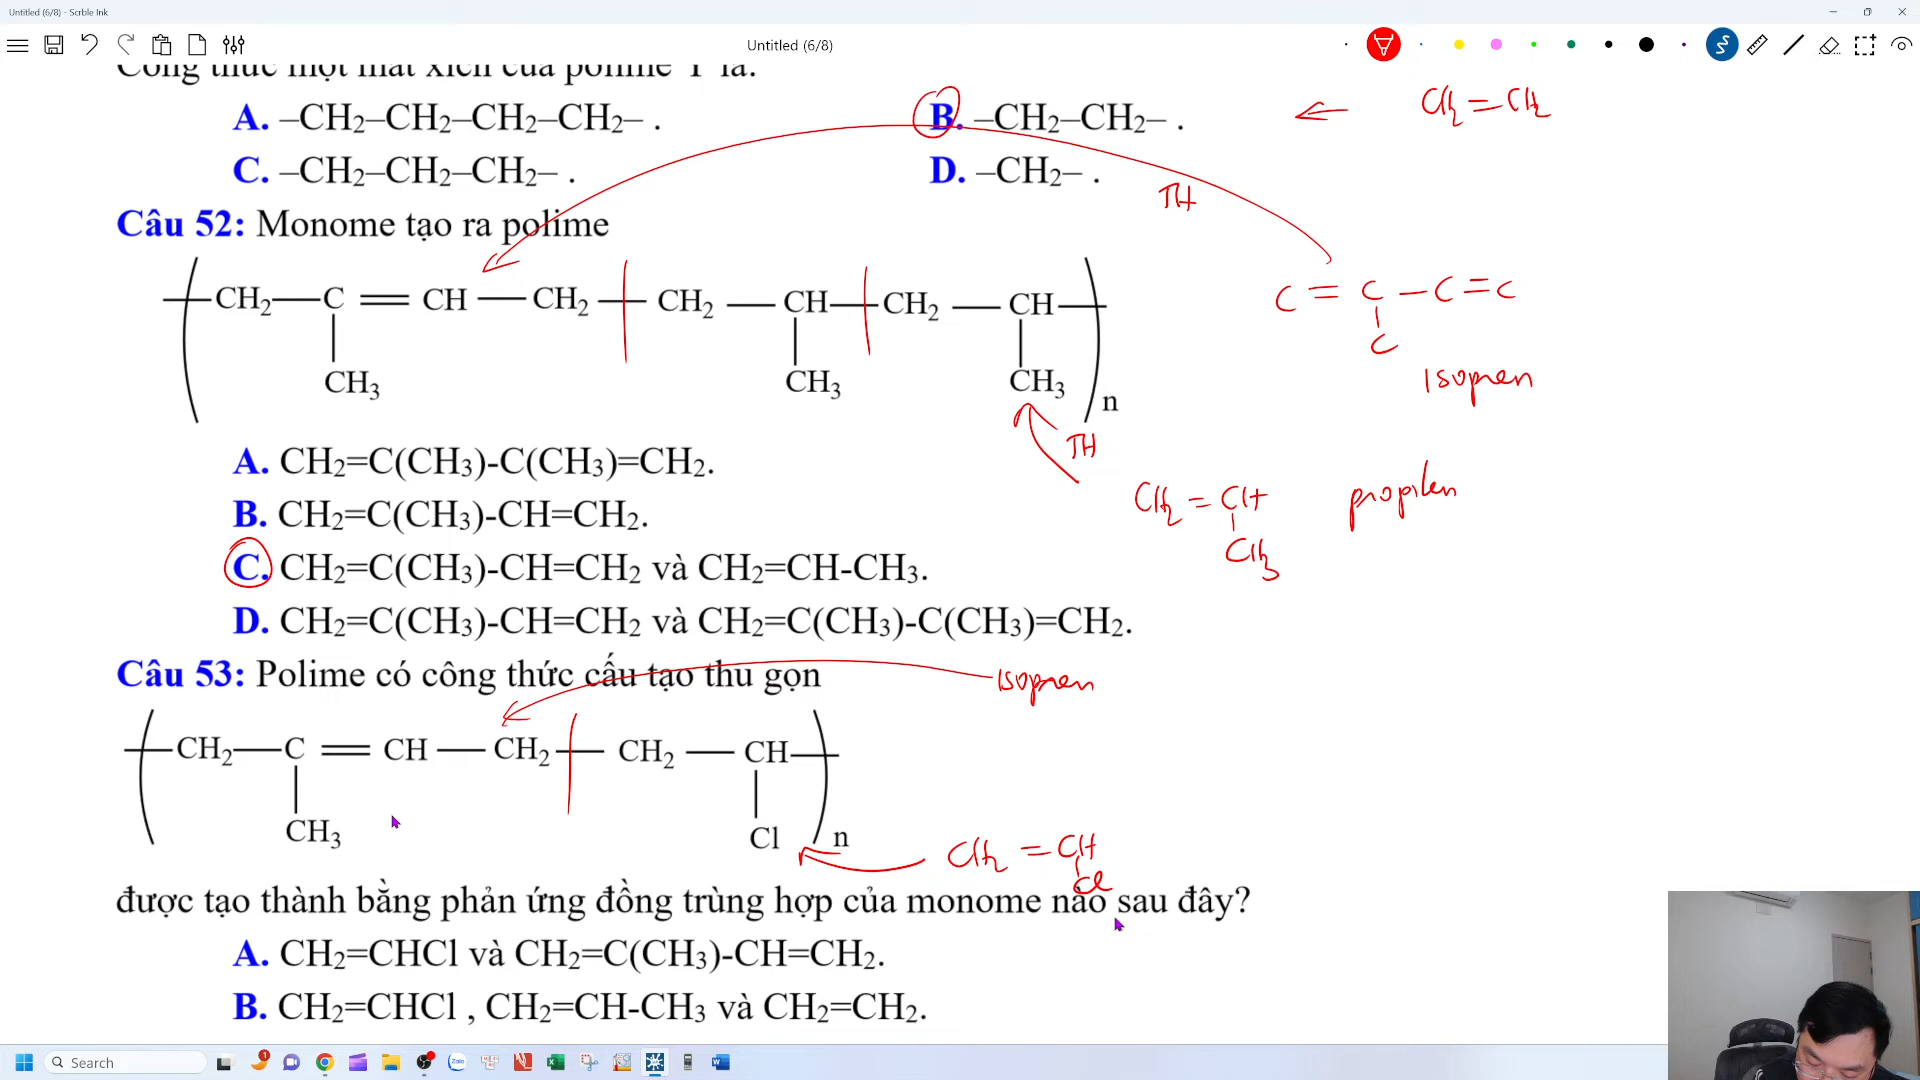 Untitled (6/8) - Scrble Ink
Untitled (6/8)
Công thức một mắt xích của polime Y là:
A. –CH₂–CH₂–CH₂–CH₂– .
B. –CH₂–CH₂– .
CH₂=CH₂
C. –CH₂–CH₂–CH₂– .
D. –CH₂– .
TH
Câu 52: Monome tạo ra polime
CH₂ C CH CH₂ CH₂ CH CH₂ CH
C = C – C = C
C
CH₃ CH₃ CH₃ n
Isopren
TH
A. CH₂=C(CH₃)-C(CH₃)=CH₂.
CH₂ = CH propilen
B. CH₂=C(CH₃)-CH=CH₂.
CH₃
C. CH₂=C(CH₃)-CH=CH₂ và CH₂=CH-CH₃.
D. CH₂=C(CH₃)-CH=CH₂ và CH₂=C(CH₃)-C(CH₃)=CH₂.
Câu 53: Polime có công thức cấu tạo thu gọn
Isopren
CH₂ C CH CH₂ CH₂ CH
CH₃ Cl n
CH₂ = CH
Cl
được tạo thành bằng phản ứng đồng trùng hợp của monome nào sau đây?
A. CH₂=CHCl và CH₂=C(CH₃)-CH=CH₂.
B. CH₂=CHCl , CH₂=CH-CH₃ và CH₂=CH₂.
Search
1
Zalo